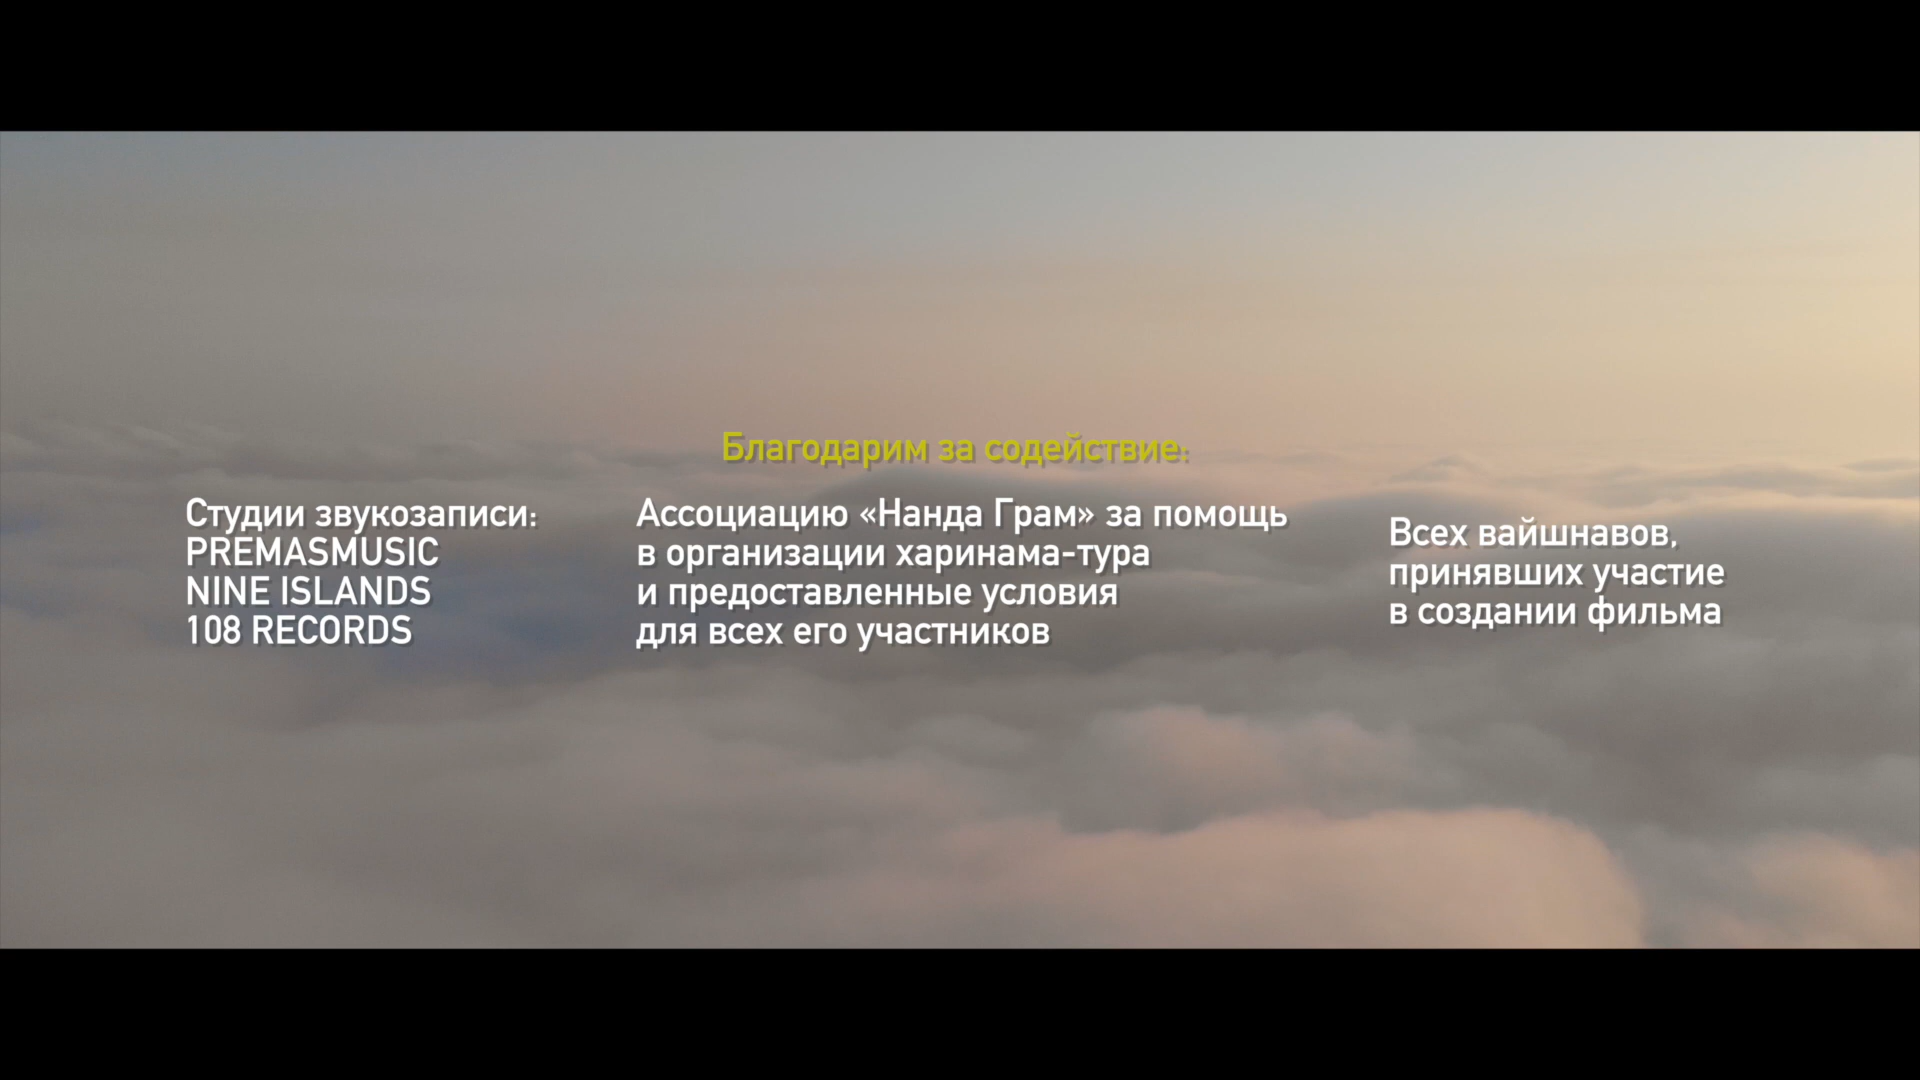 Благодарим за содействие:
Студии звукозаписи:
PREMASMUSIC
NINE ISLANDS
108 RECORDS
Ассоциацию «Нанда Грам» за помощь
в организации харинама-тура
и предоставленные условия
для всех его участников
Всех вайшнавов,
принявших участие
в создании фильма